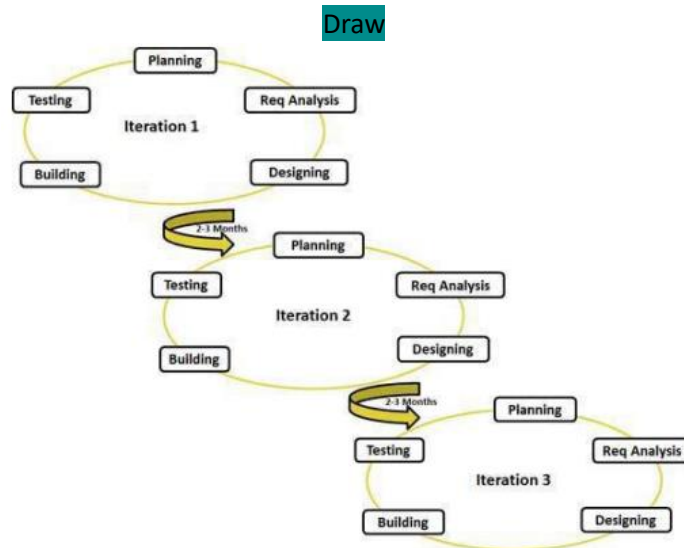 Draw
Planning
Testing
Req Analysis
Iteration 1
Building
Designing
2-3 Months
Planning
Testing
Req Analysis
Iteration 2
Building
Designing
2-3 Months
Planning
Testing
Req Analysis
Iteration 3
Building
Designing